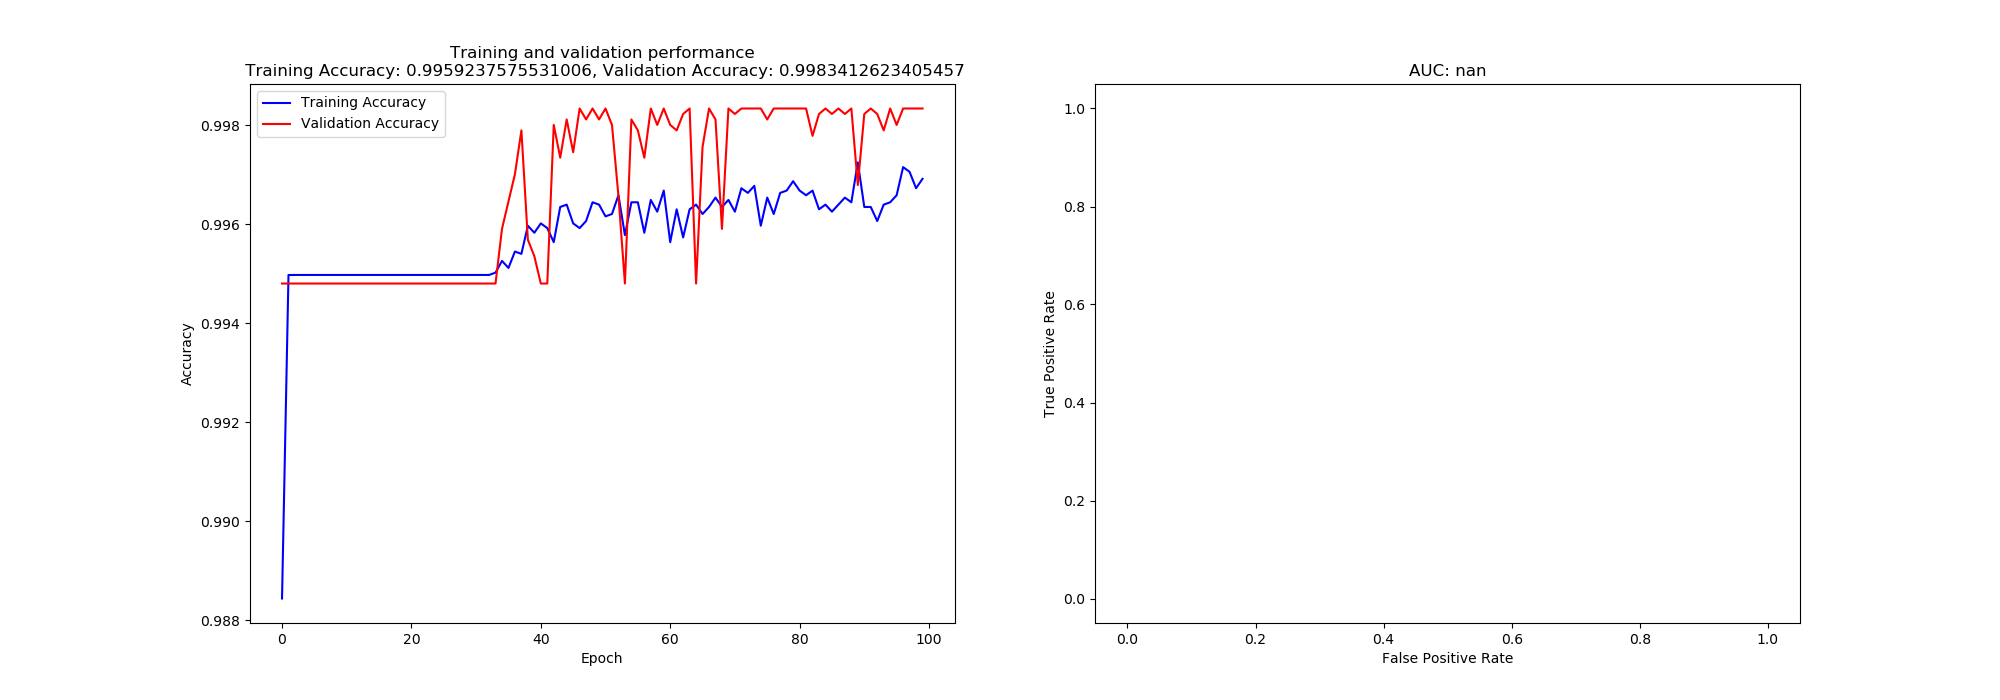 Training and validation performance
Training Accuracy: 0.9959237575531006, Validation Accuracy: 0.9983412623405457
Training Accuracy
Validation Accuracy
0.998
0.996
0.994
0.992
0.990
0.988
Accuracy
0
20
40
60
80
100
Epoch
AUC: nan
1.0
0.8
0.6
0.4
0.2
0.0
True Positive Rate
0.0
0.2
0.4
0.6
0.8
1.0
False Positive Rate